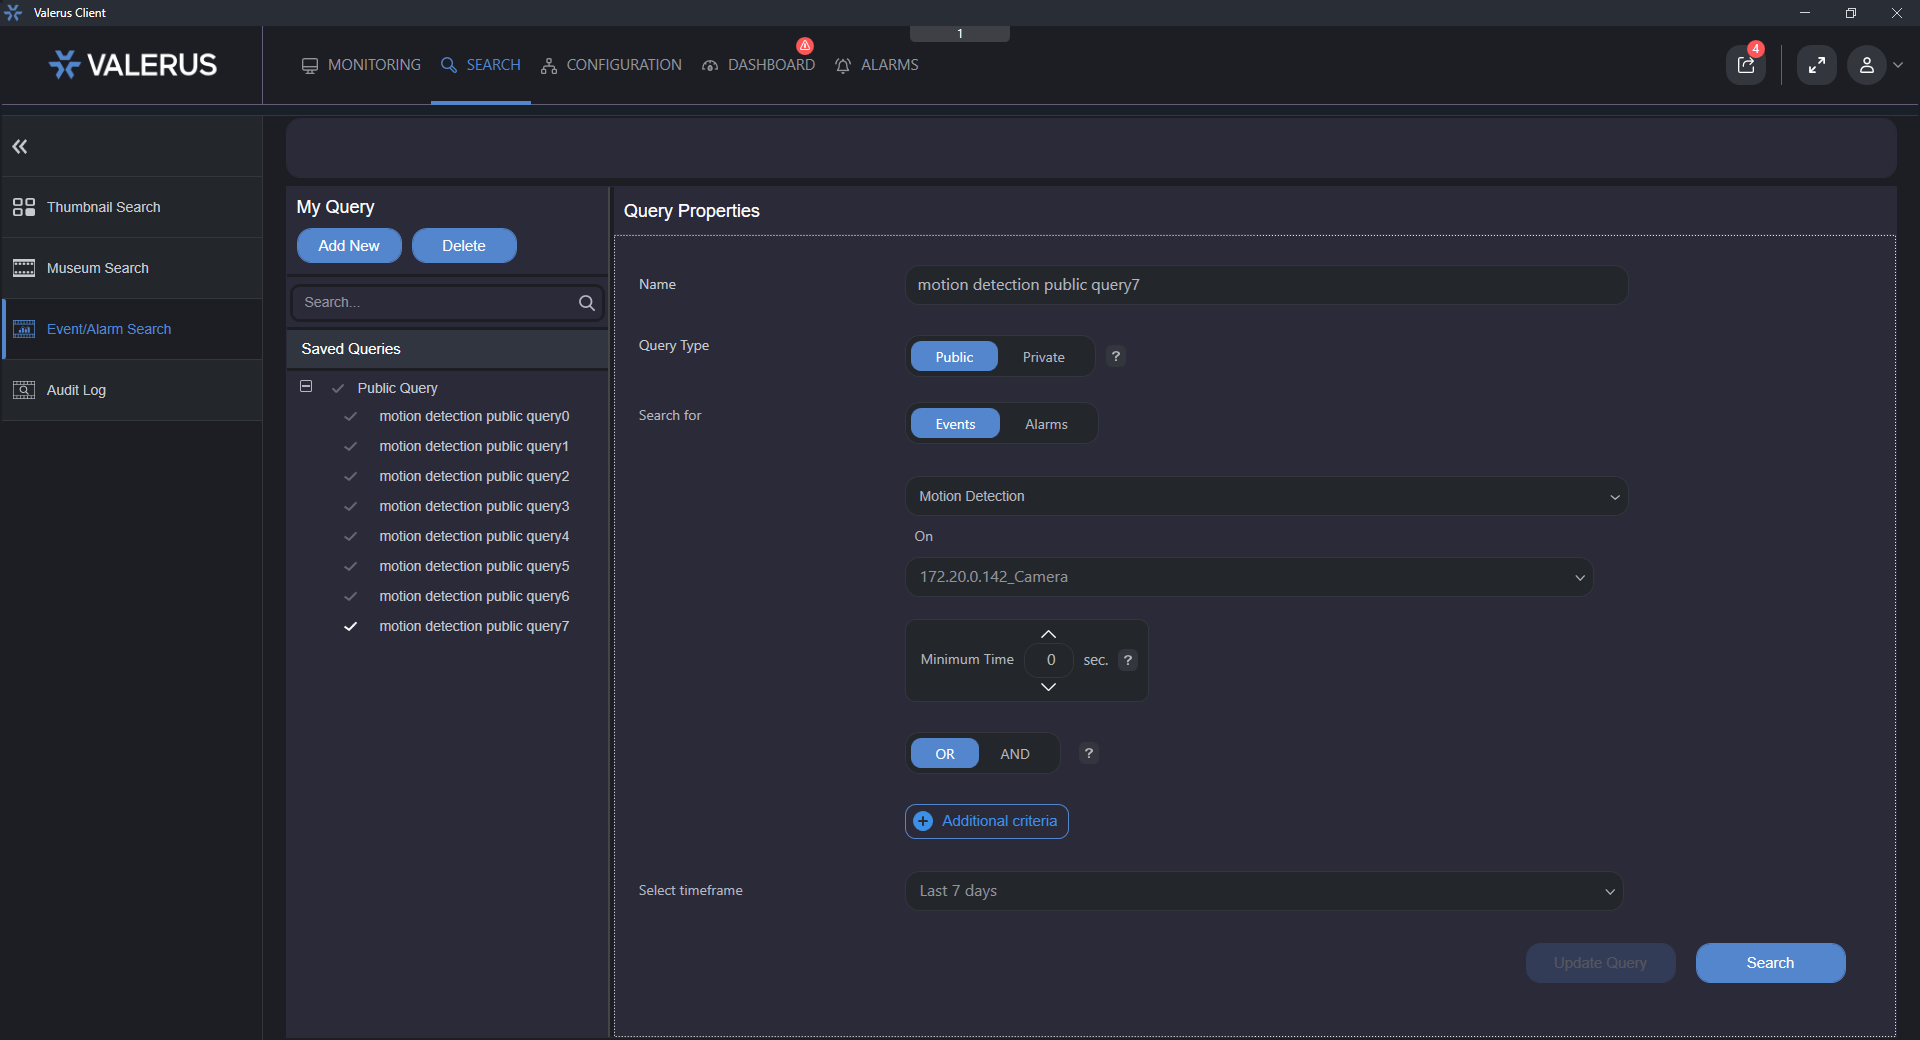 Valerus Client
1
VALERUS
MONITORING
SEARCH
CONFIGURATION
DASHBOARD
ALARMS
4
Thumbnail Search
Museum Search
Event/Alarm Search
Audit Log
My Query
Add New
Delete
Search...
Saved Queries
Public Query
motion detection public query0
motion detection public query1
motion detection public query2
motion detection public query3
motion detection public query4
motion detection public query5
motion detection public query6
motion detection public query7
Query Properties
Name
motion detection public query7
Query Type
Public
Private
?
Search for
Events
Alarms
Motion Detection
On
172.20.0.142_Camera
Minimum Time 0 sec. ?
OR
AND
?
Additional criteria
Select timeframe
Last 7 days
Update Query
Search